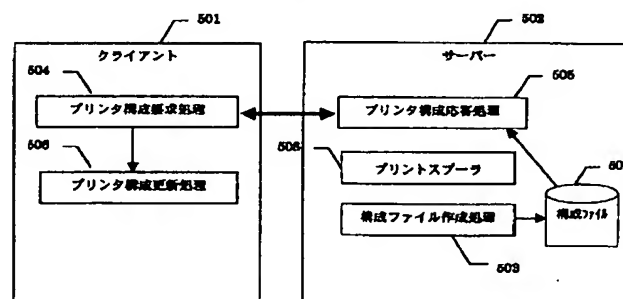 501
クライアント
504
プリンタ構成要求処理
506
プリンタ構成更新処理
502
サーバー
505
プリンタ構成応答処理
プリントスプーラ
構成ファイル作成処理
構成ファイル